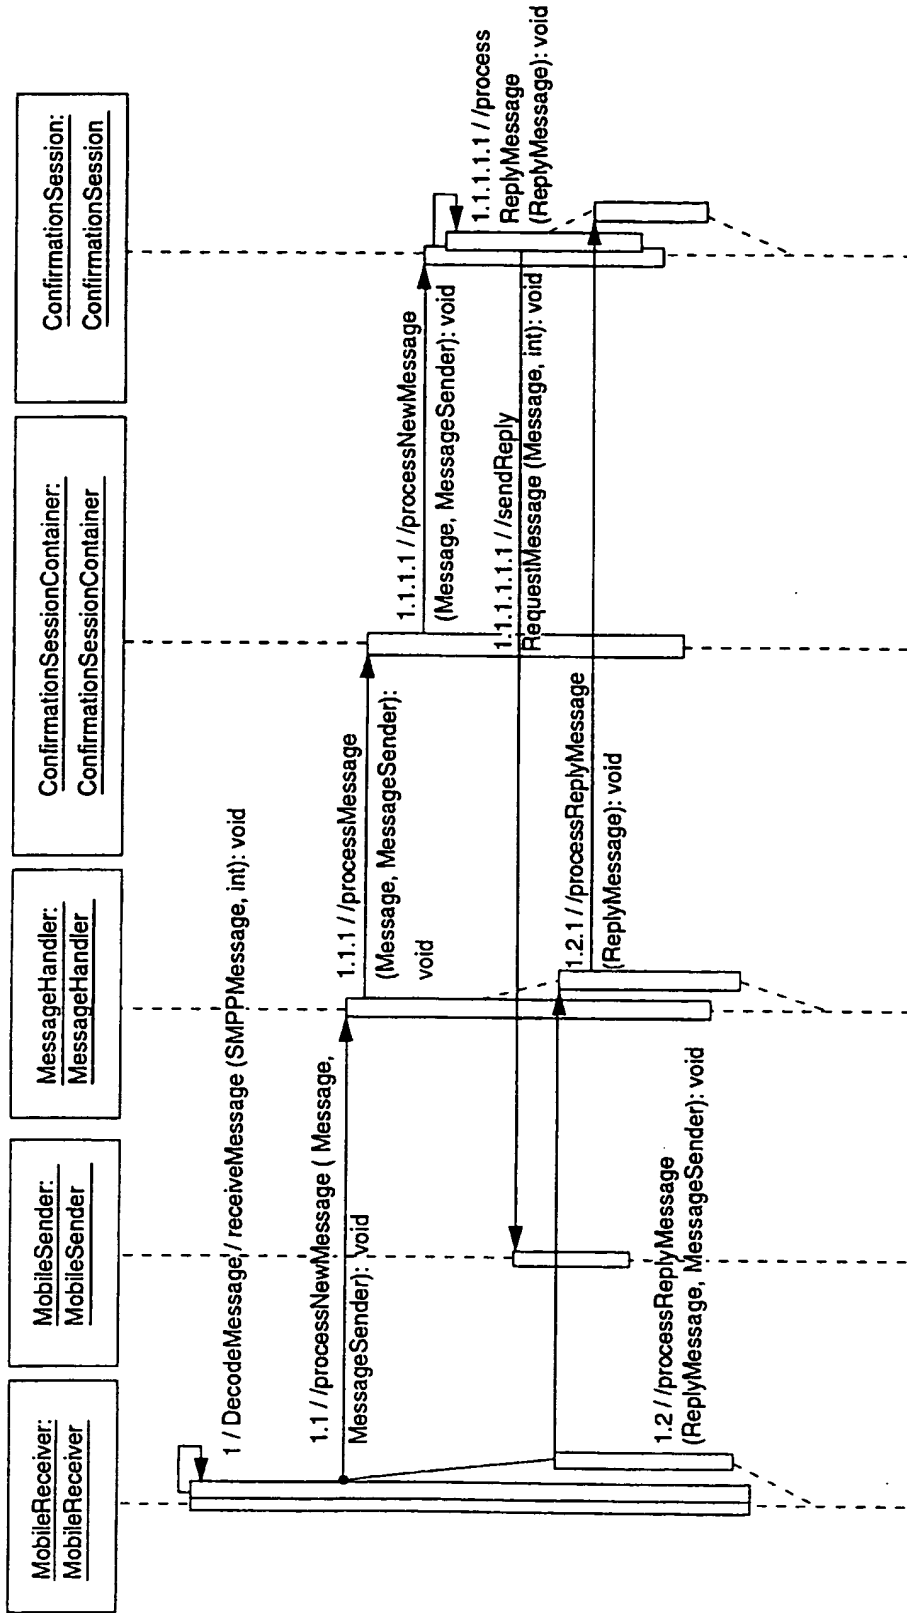 MobileReceiver:
MobileReceiver
MobileSender:
MobileSender
MessageHandler:
MessageHandler
ConfirmationSessionContainer:
ConfirmationSessionContainer
ConfirmationSession:
ConfirmationSession
1 / DecodeMessage / receiveMessage (SMPPMessage, int): void
1.1 / /processNewMessage ( Message,
MessageSender): void
1.1.1 / /processMessage
(Message, MessageSender):
void
1.1.1.1 / /processNewMessage
(Message, MessageSender): void
1.1.1.1.1 / /process
ReplyMessage
(ReplyMessage): void
1.1.1.1.1.1 / /sendReply
RequestMessage (Message, int): void
1.2 / /processReplyMessage
(ReplyMessage, MessageSender): void
1.2.1 / /processReplyMessage
(ReplyMessage): void